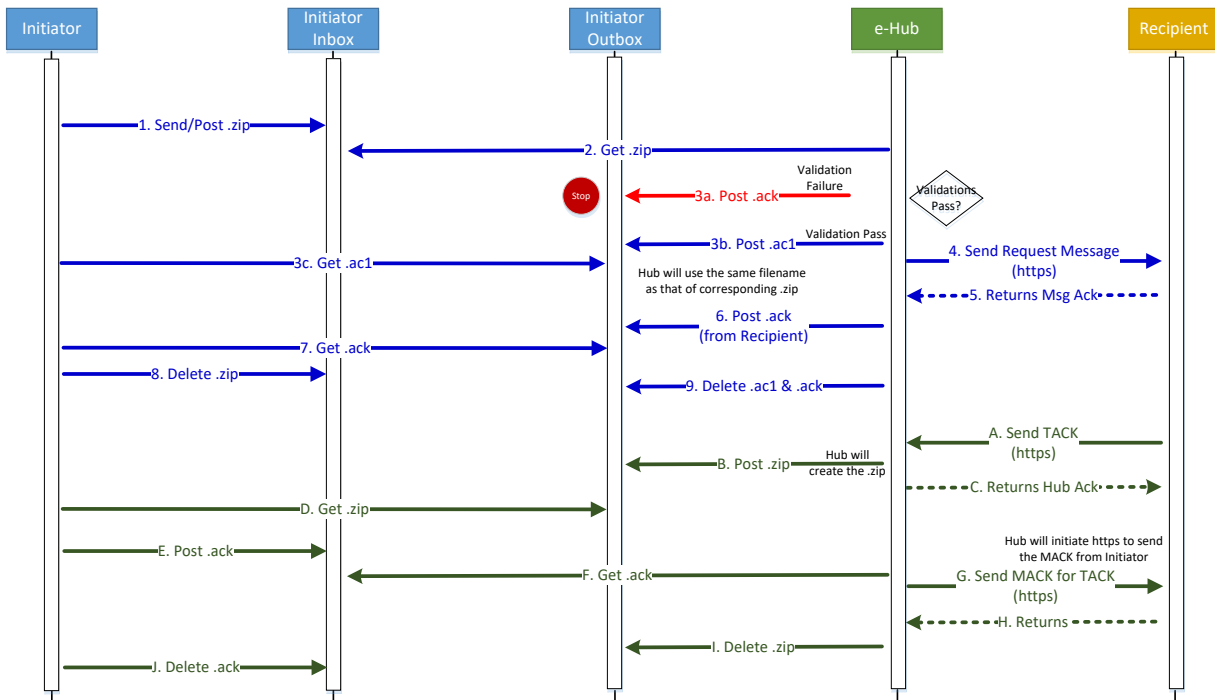 Initiator
Initiator
Inbox
Initiator
Outbox
e-Hub
Recipient
1. Send/Post .zip
2. Get .zip
Validation
Failure
Stop
3a. Post .ack
Validations
Pass?
3b. Post .ac1
Validation Pass
3c. Get .ac1
4. Send Request Message
(https)
Hub will use the same filename
as that of corresponding .zip
5. Returns Msg Ack
6. Post .ack
(from Recipient)
7. Get .ack
8. Delete .zip
9. Delete .ac1 & .ack
A. Send TACK
(https)
B. Post .zip
Hub will
create the .zip
C. Returns Hub Ack
D. Get .zip
E. Post .ack
Hub will initiate https to send
the MACK from Initiator
F. Get .ack
G. Send MACK for TACK
(https)
H. Returns
I. Delete .zip
J. Delete .ack